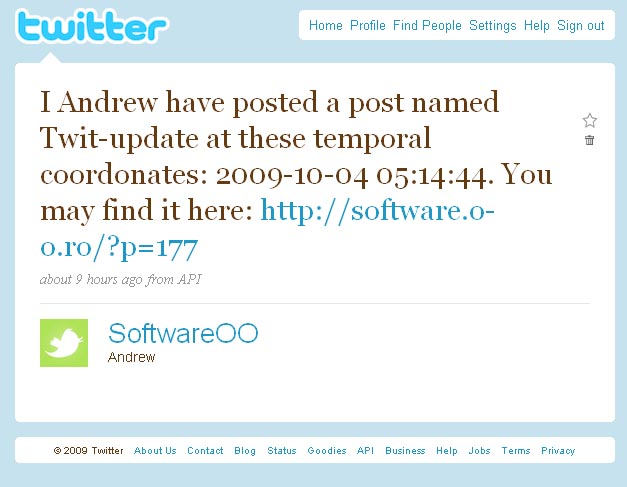 twitter
Home Profile Find People Settings Help Sign out
I Andrew have posted a post named
Twit-update at these temporal
coordonates: 2009-10-04 05:14:44. You
may find it here: http://software.o-
o.ro/?p=177
about 9 hours ago from API
SoftwareOO
Andrew
© 2009 Twitter About Us Contact Blog Status Goodies API Business Help Jobs Terms Privacy